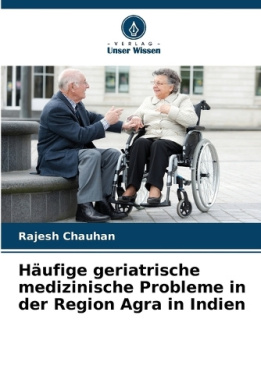 - VERLAG -
Unser Wissen
Rajesh Chauhan
Häufige geriatrische
medizinische Probleme in
der Region Agra in Indien